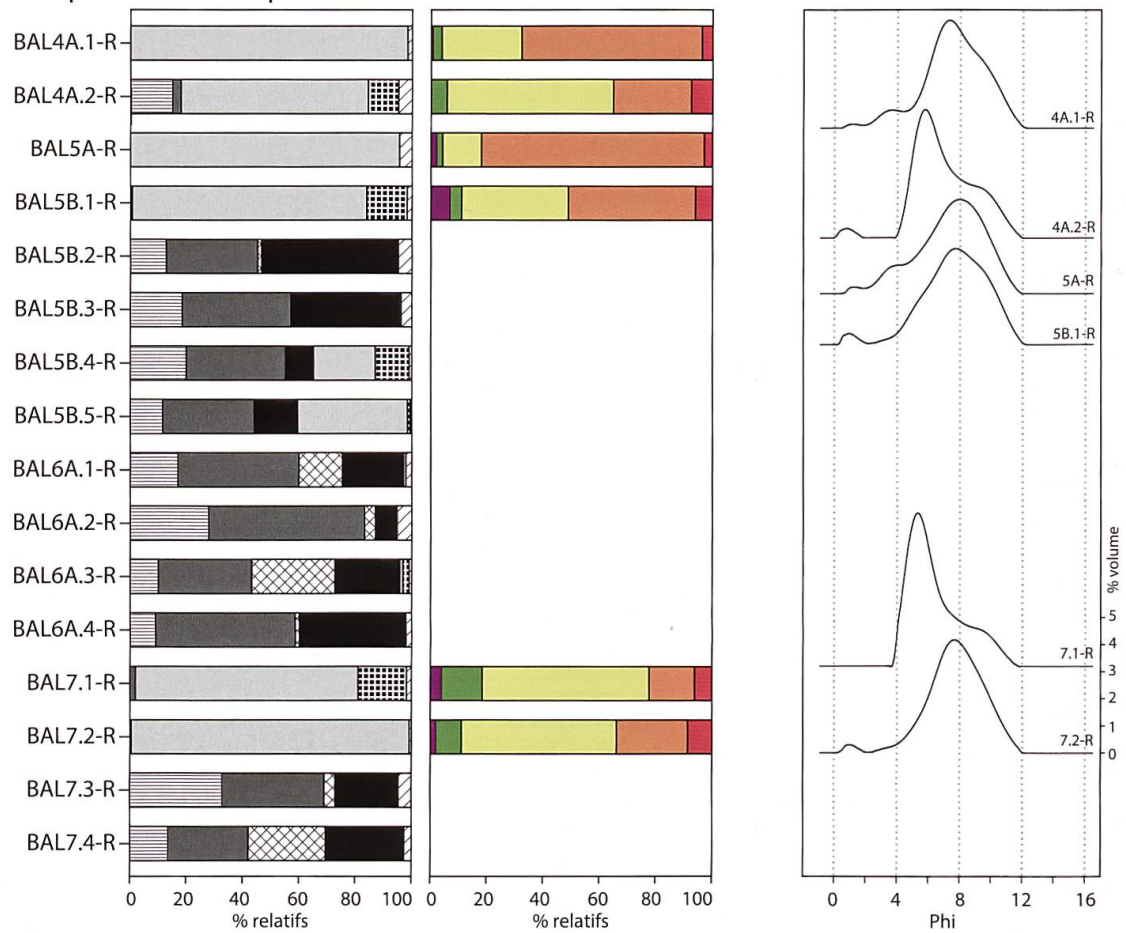 BAL4A.1-R
BAL4A.2-R
BAL5A-R
BAL5B.1-R
BAL5B.2-R
BAL5B.3-R
BAL5B.4-R
BAL5B.5-R
BAL6A.1-R
BAL6A.2-R
BAL6A.3-R
BAL6A.4-R
BAL7.1-R
BAL7.2-R
BAL7.3-R
BAL7.4-R
0 20 40 60 80 100
% relatifs
0 20 40 60 80 100
% relatifs
4A.1-R
4A.2-R
5A-R
5B.1-R
7.1-R
7.2-R
% volume
5
4
3
2
1
0
0 4 8 12 16
Phi